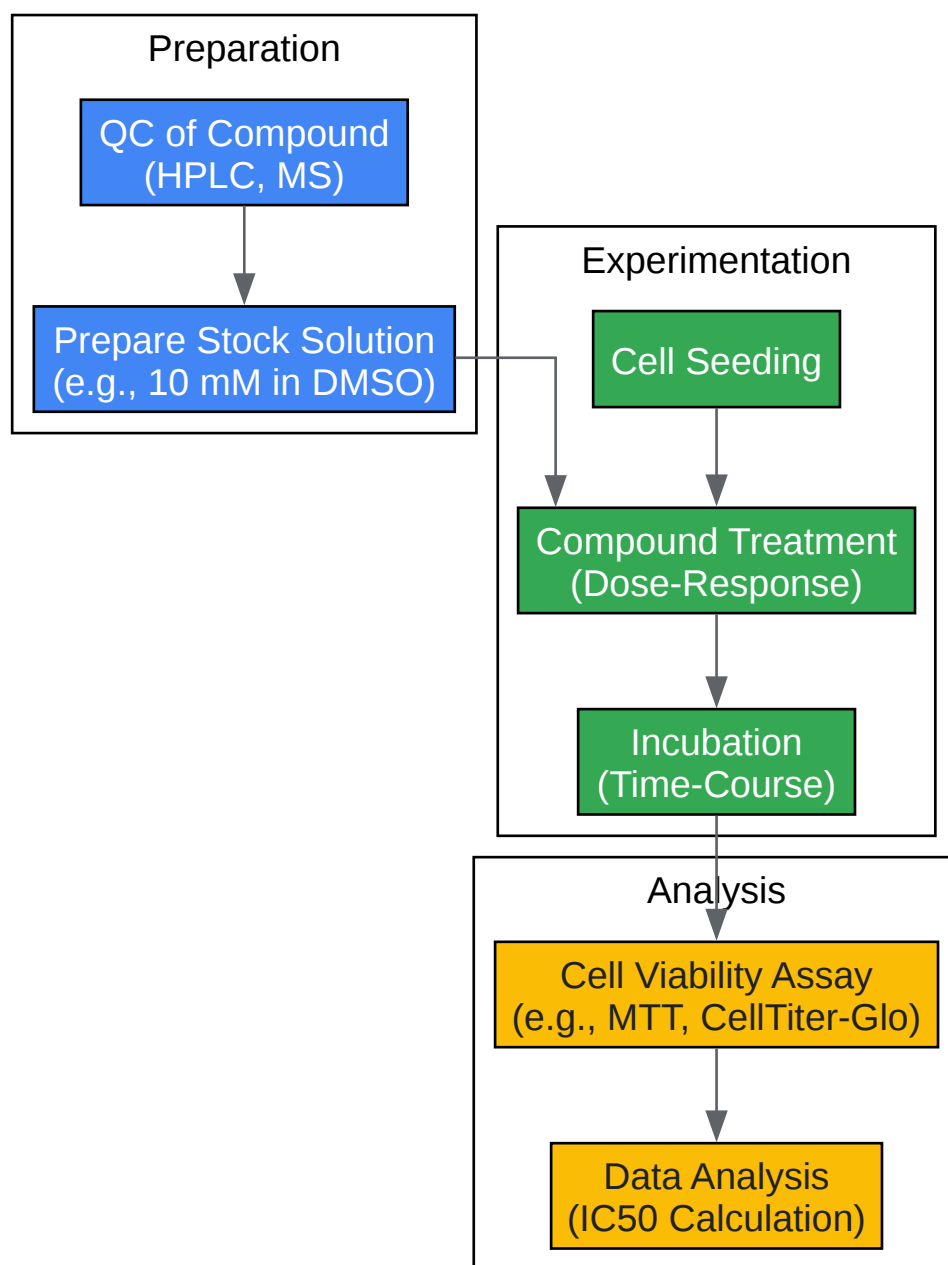 Preparation
QC of Compound
(HPLC, MS)
Prepare Stock Solution
(e.g., 10 mM in DMSO)
Experimentation
Cell Seeding
Compound Treatment
(Dose-Response)
Incubation
(Time-Course)
Analysis
Cell Viability Assay
(e.g., MTT, CellTiter-Glo)
Data Analysis
(IC50 Calculation)